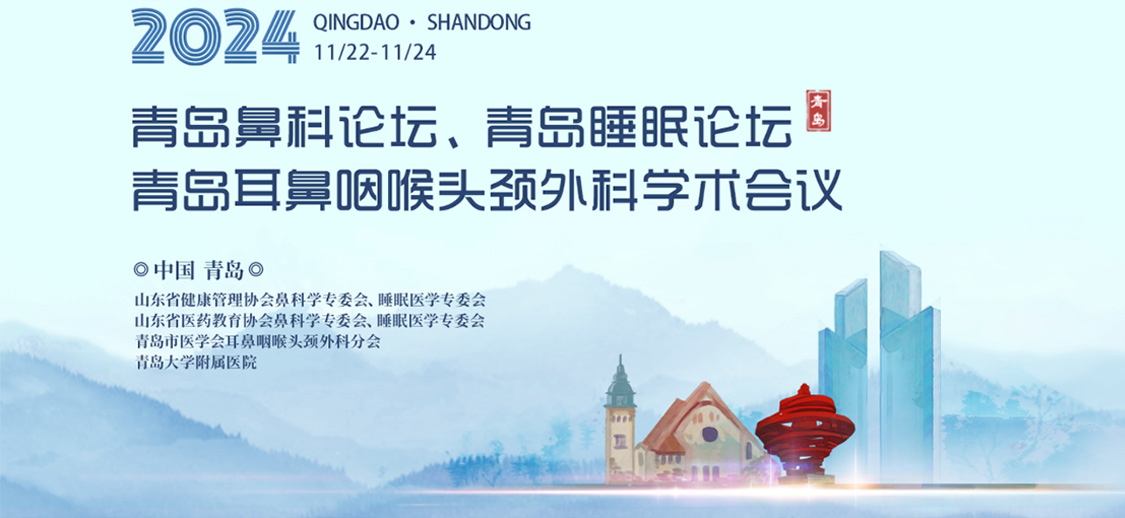 2024
QINGDAO · SHANDONG
11/22-11/24
青岛鼻科论坛、青岛睡眠论坛
青岛
青岛耳鼻咽喉头颈外科学术会议
◎中国 青岛◎
山东省健康管理协会鼻科学专委会、睡眠医学专委会
山东省医药教育协会鼻科学专委会、睡眠医学专委会
青岛市医学会耳鼻咽喉头颈外科分会
青岛大学附属医院